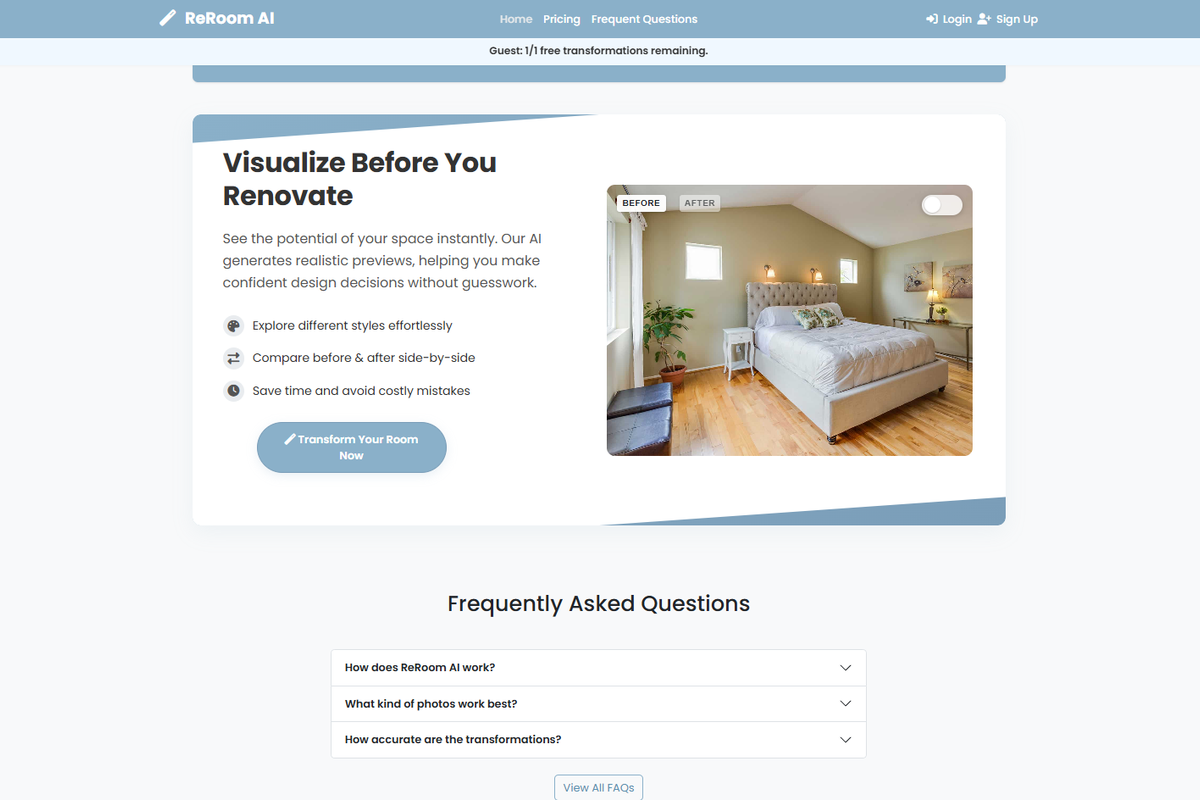 ReRoom AI
Home Pricing Frequent Questions
Login Sign Up
Guest: 1/1 free transformations remaining.
Visualize Before You
Renovate
See the potential of your space instantly. Our AI
generates realistic previews, helping you make
confident design decisions without guesswork.
Explore different styles effortlessly
Compare before & after side-by-side
Save time and avoid costly mistakes
Transform Your Room
Now
BEFORE AFTER
Frequently Asked Questions
How does ReRoom AI work?
What kind of photos work best?
How accurate are the transformations?
View All FAQs